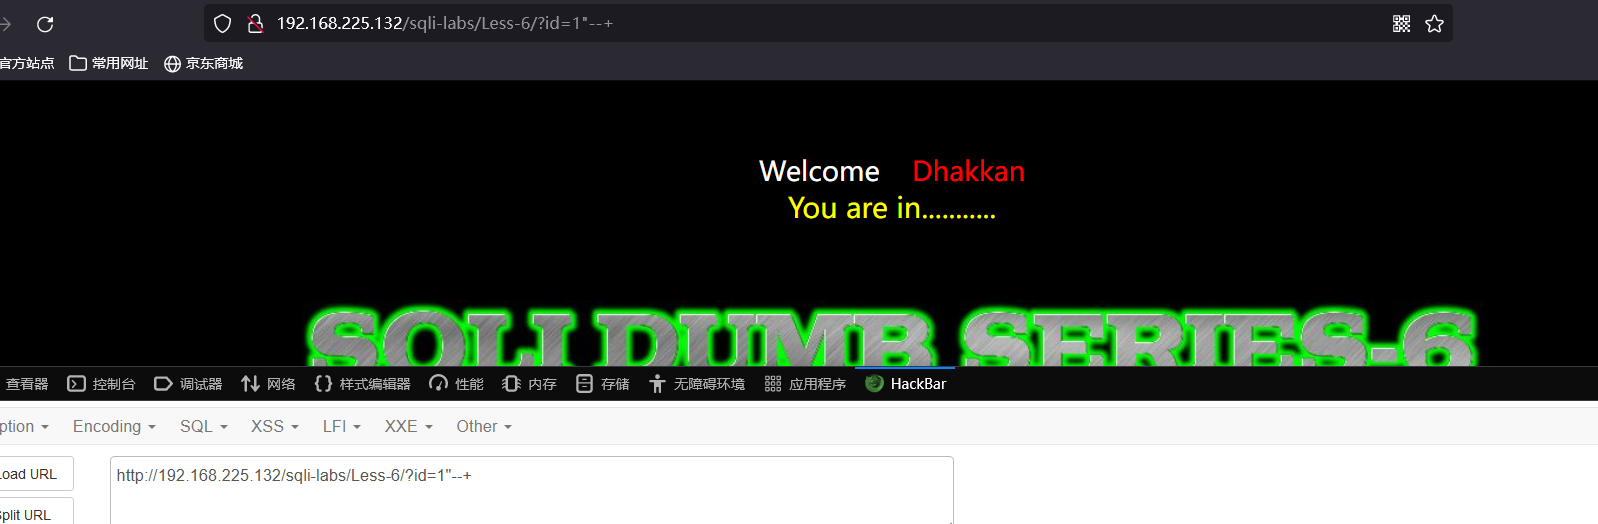 192.168.225.132/sqli-labs/Less-6/?id=1"--+
官方站点 常用网址 京东商城
Welcome Dhakkan
You are in...........
SQLI DUMB SERIES-6
查看器 控制台 调试器 网络 样式编辑器 性能 内存 存储 无障碍环境 应用程序 HackBar
ption Encoding SQL XSS LFI XXE Other
Load URL http://192.168.225.132/sqli-labs/Less-6/?id=1"--+
Split URL